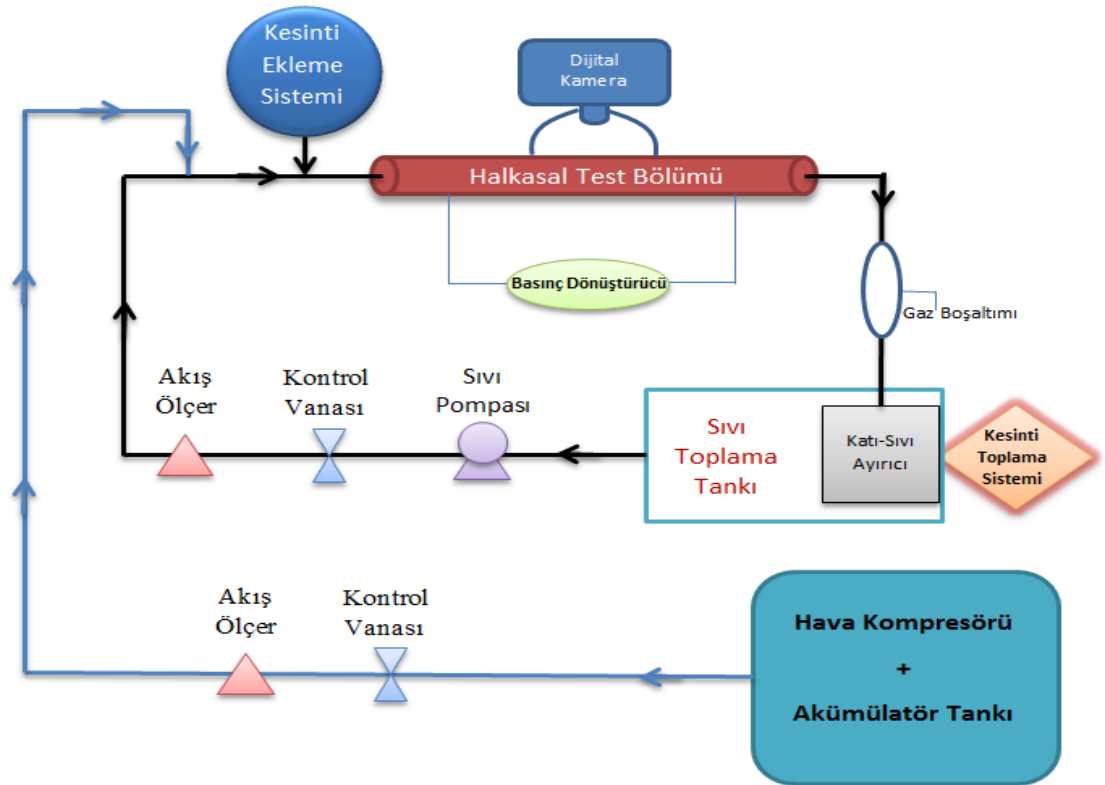 Kesinti
Ekleme
Sistemi
Dijital
Kamera
Halkasal Test Bölümü
Basınç Dönüştürücü
Gaz Boşaltımı
Akış
Ölçer
Kontrol
Vanası
Sıvı
Pompası
Sıvı
Toplama
Tankı
Katı-Sıvı
Ayırıcı
Kesinti
Toplama
Sistemi
Akış
Ölçer
Kontrol
Vanası
Hava Kompresörü
+
Akümülatör Tankı